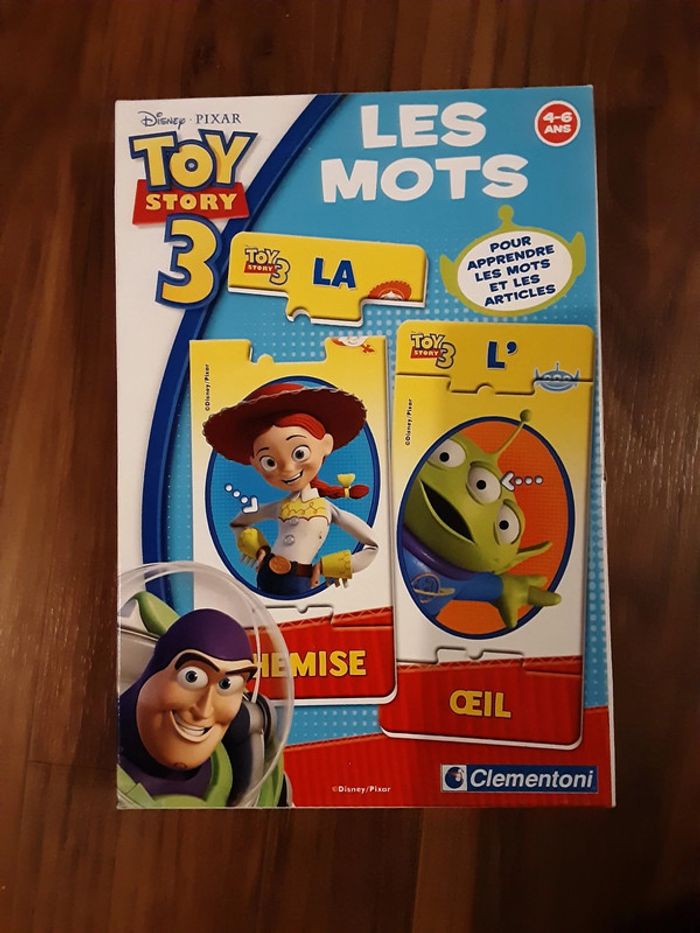 Disney · PIXAR
TOY
STORY
3
LES
MOTS
4-6
ANS
POUR
APPRENDRE
LES MOTS
ET LES
ARTICLES
TOY
STORY
3
LA
TOY
STORY
3
L'
©Disney/Pixar
©Disney/Pixar
HEMISE
ŒIL
Clementoni
©Disney/Pixar